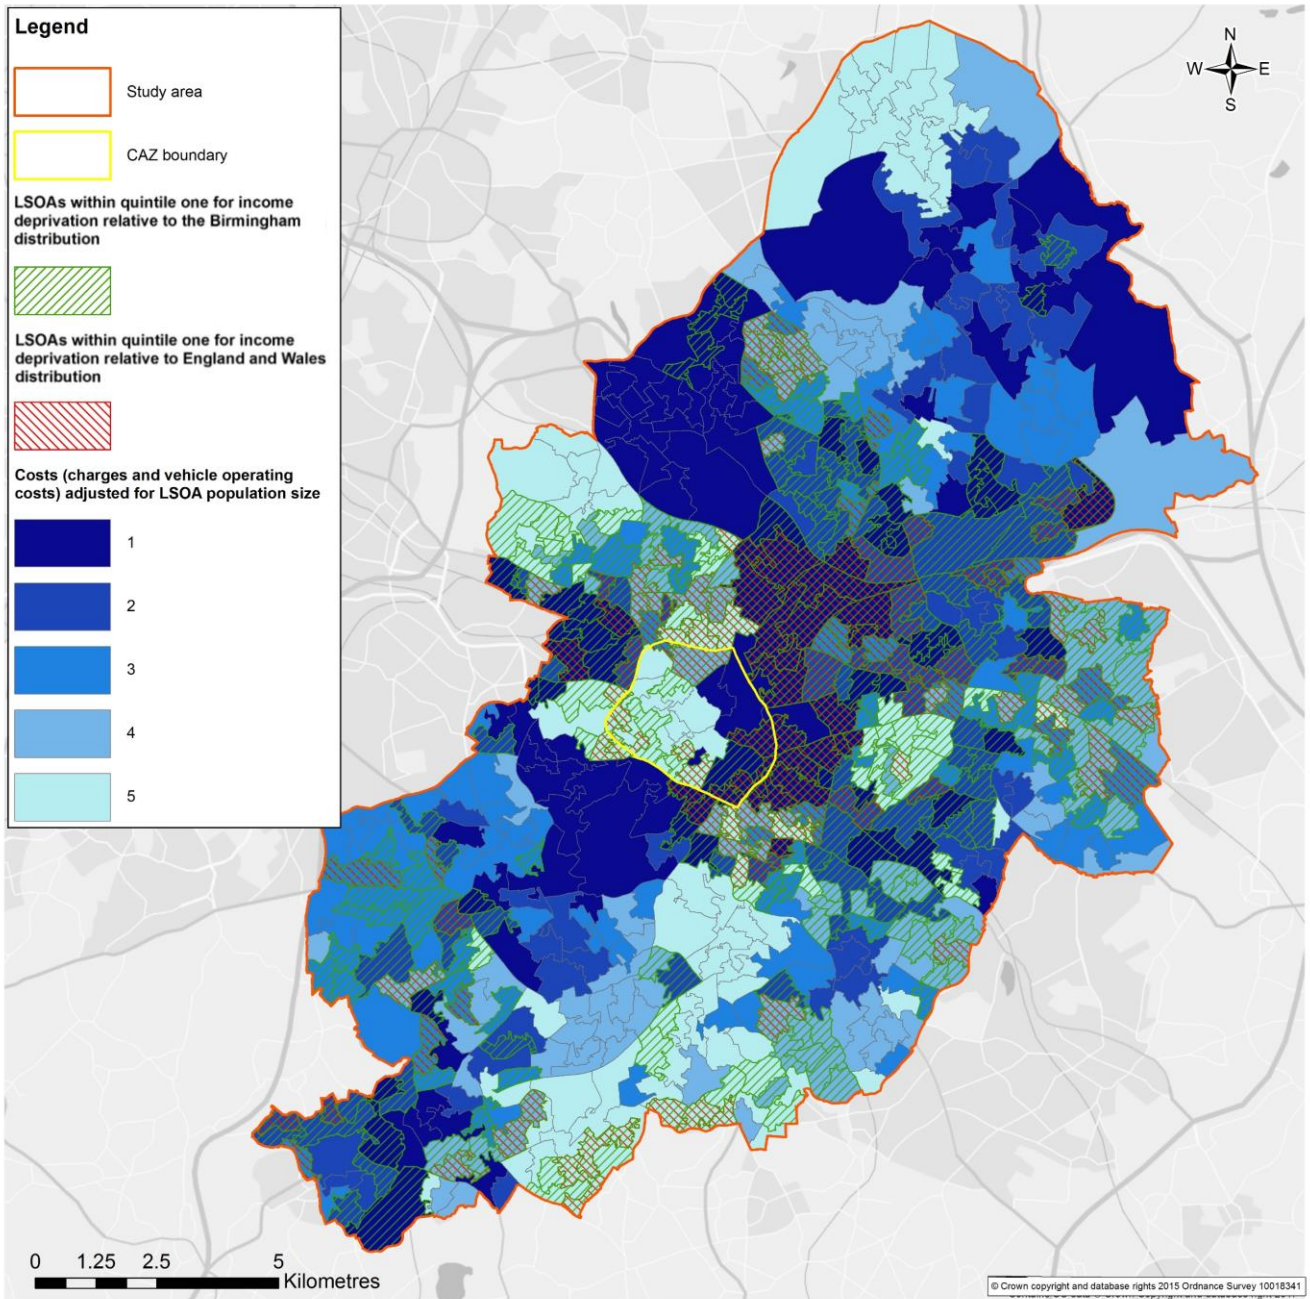 Legend
Study area
CAZ boundary
LSOAs within quintile one for income
deprivation relative to the Birmingham
distribution
LSOAs within quintile one for income
deprivation relative to England and Wales
distribution
Costs (charges and vehicle operating
costs) adjusted for LSOA population size
1
2
3
4
5
N
W E
S
0 1.25 2.5 5
Kilometres
© Crown copyright and database rights 2015 Ordnance Survey 10018341